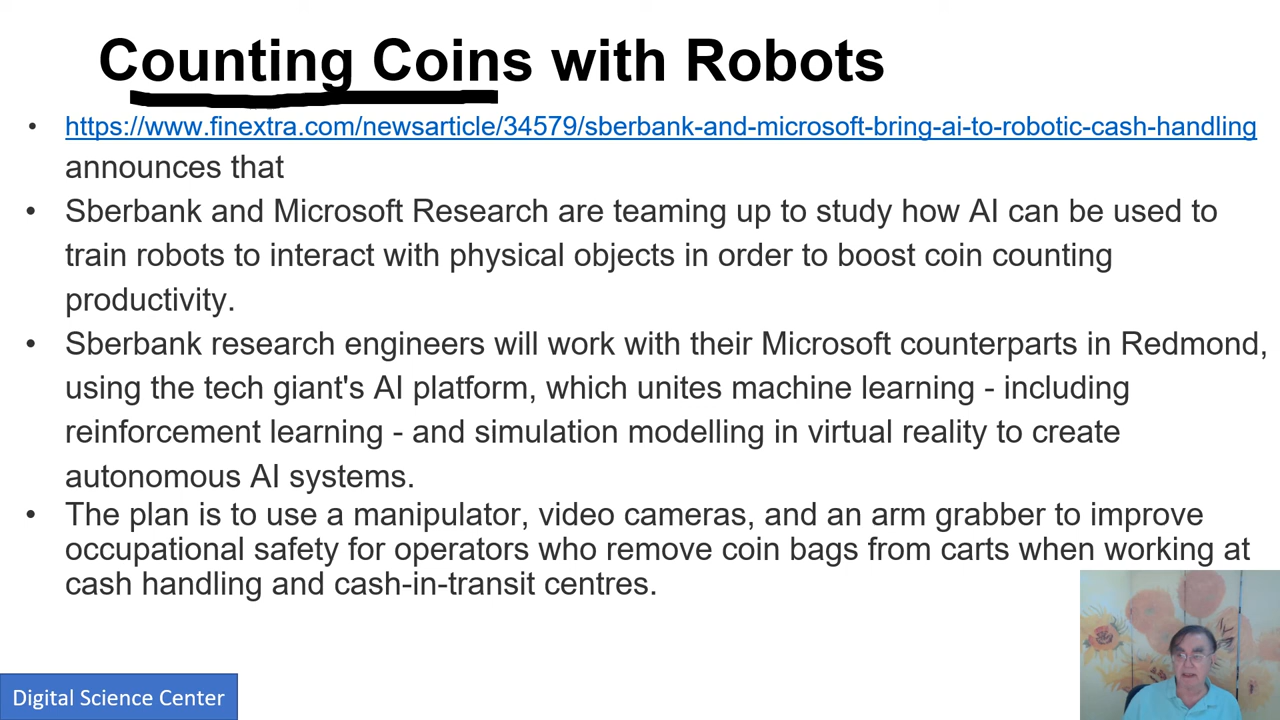 Counting Coins with Robots
• https://www.finextra.com/newsarticle/34579/sberbank-and-microsoft-bring-ai-to-robotic-cash-handling
announces that
• Sberbank and Microsoft Research are teaming up to study how AI can be used to
train robots to interact with physical objects in order to boost coin counting
productivity.
• Sberbank research engineers will work with their Microsoft counterparts in Redmond,
using the tech giant's AI platform, which unites machine learning - including
reinforcement learning - and simulation modelling in virtual reality to create
autonomous AI systems.
• The plan is to use a manipulator, video cameras, and an arm grabber to improve
occupational safety for operators who remove coin bags from carts when working at
cash handling and cash-in-transit centres.
Digital Science Center